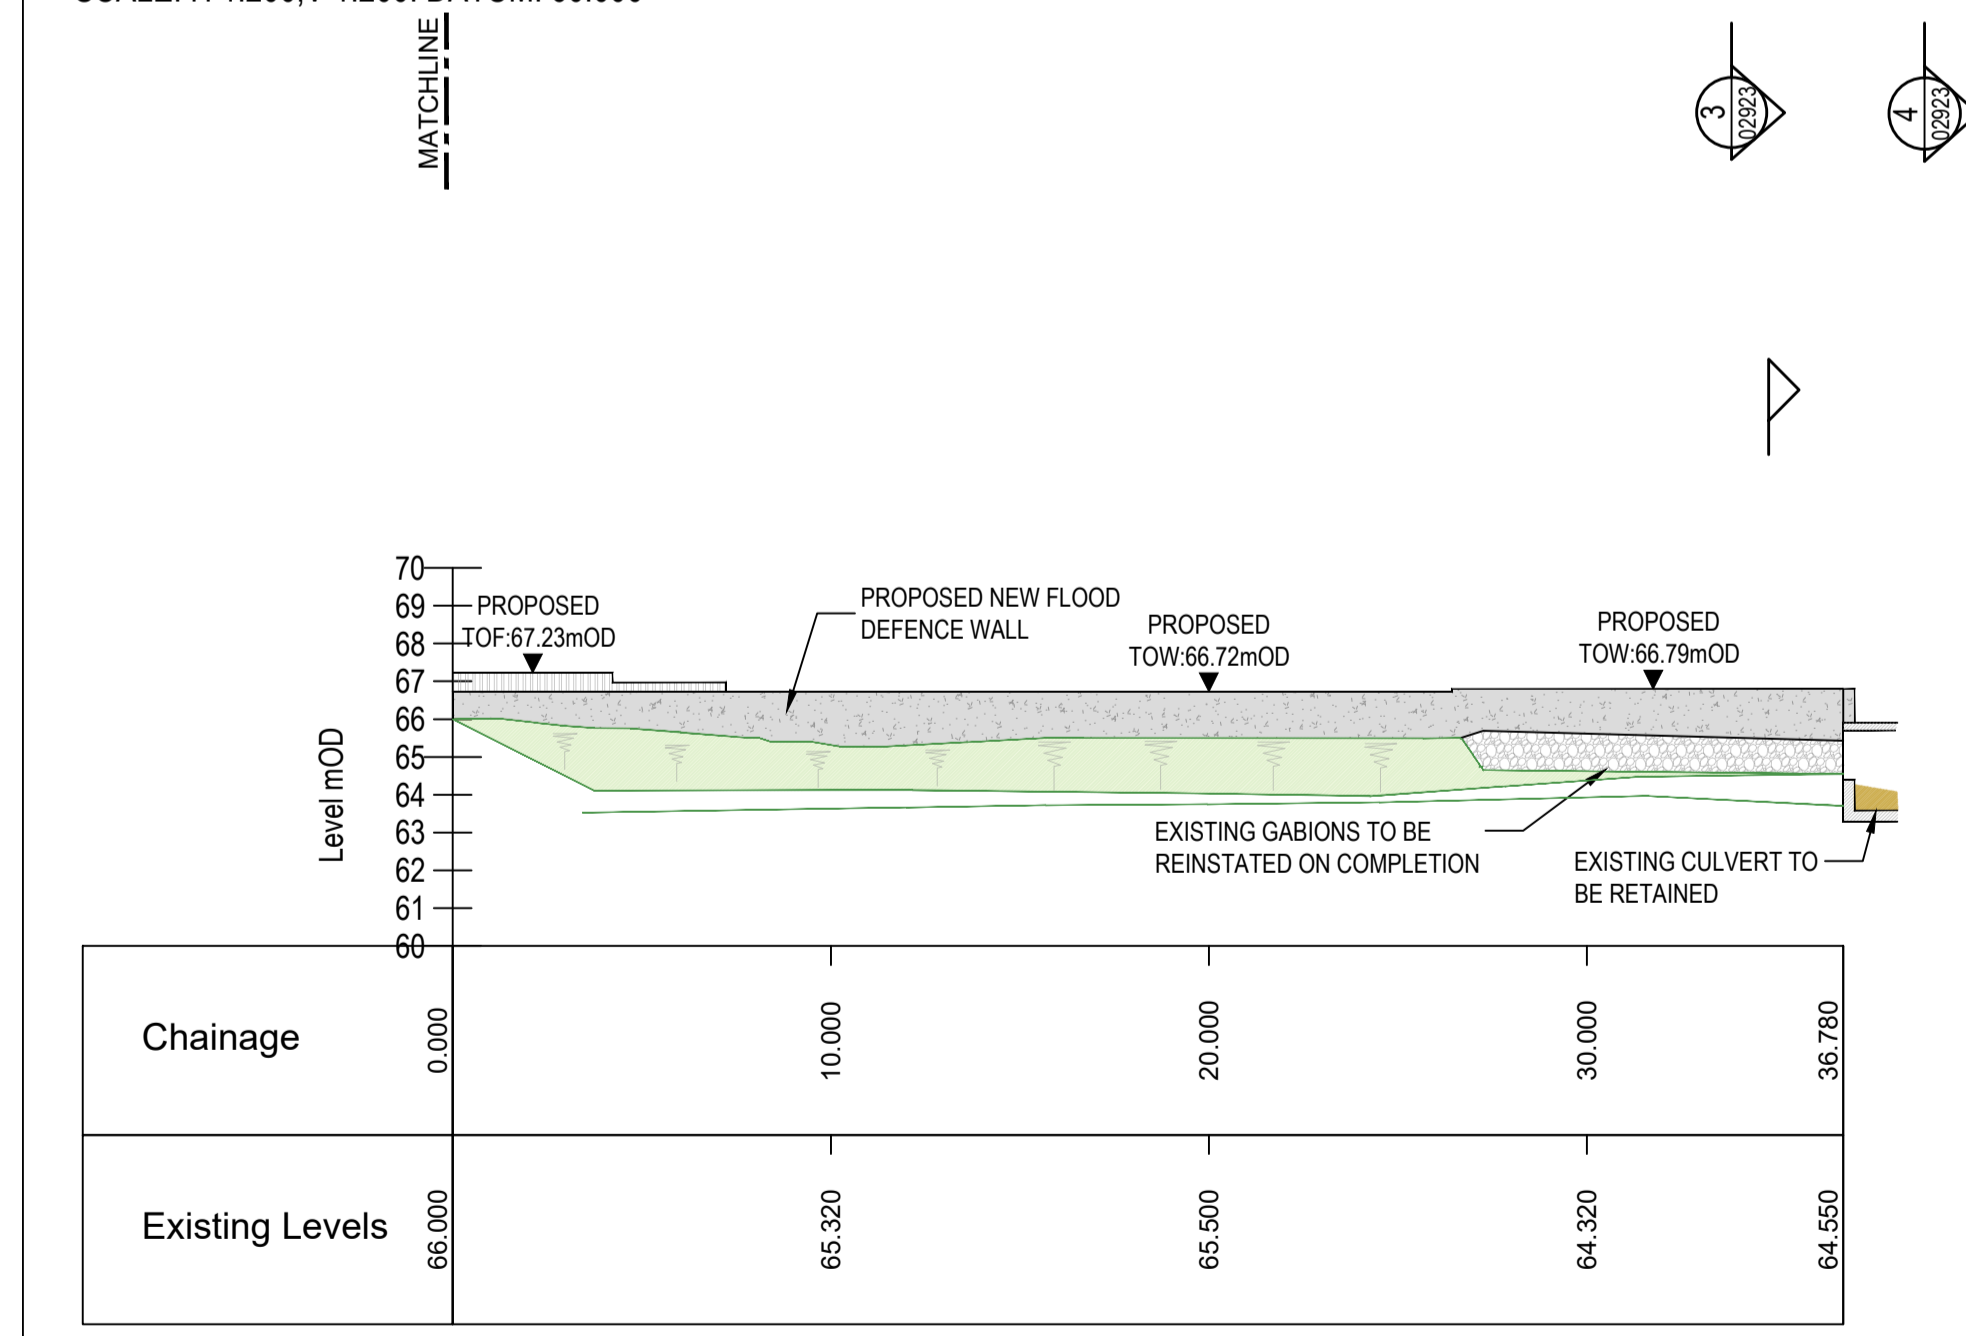 MATCHLINE
3
02923
4
02923
70
69
68
67
66
65
64
63
62
61
60
Level mOD
PROPOSED
TOF:67.23mOD
PROPOSED NEW FLOOD
DEFENCE WALL
PROPOSED
TOW:66.72mOD
PROPOSED
TOW:66.79mOD
EXISTING GABIONS TO BE
REINSTATED ON COMPLETION
EXISTING CULVERT TO
BE RETAINED
Chainage
0.000
10.000
20.000
30.000
36.780
Existing Levels
66.000
65.320
65.500
64.320
64.550